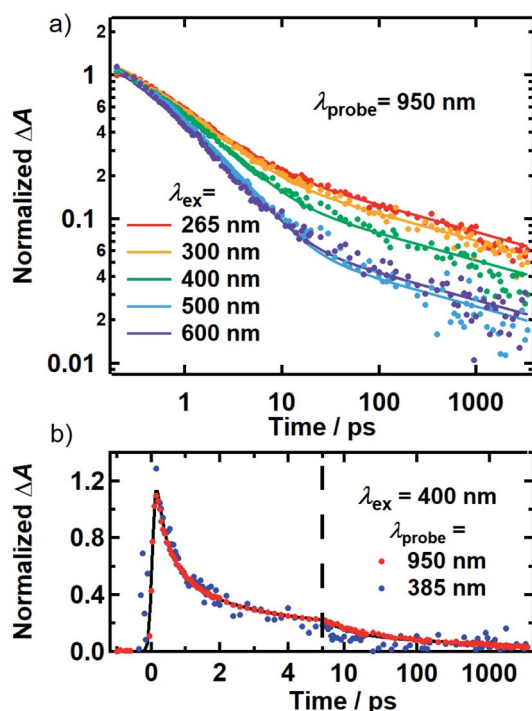 a)
2
1
6
4
2
0.1
6
4
2
0.01
Normalized ΔA
λprobe= 950 nm
λex=
265 nm
300 nm
400 nm
500 nm
600 nm
1
10
100
1000
Time / ps
b)
1.2
0.8
0.4
0.0
Normalized ΔA
λex = 400 nm
λprobe =
950 nm
385 nm
0
2
4
10
100
1000
Time / ps